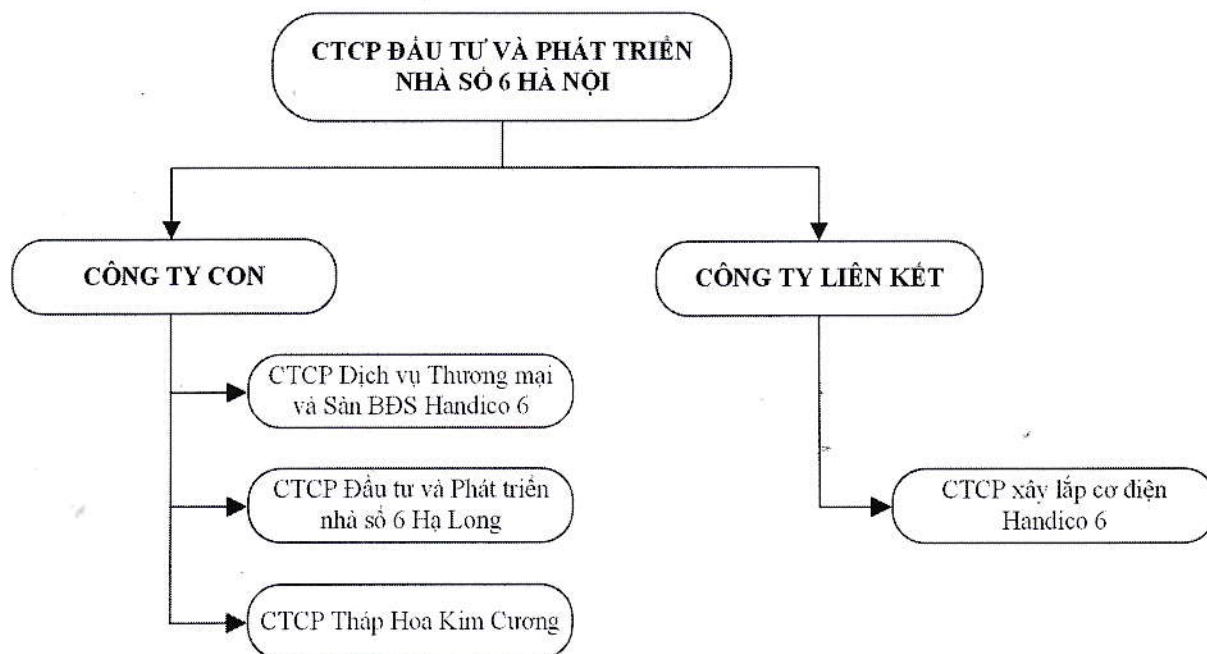 CTCP ĐẦU TƯ VÀ PHÁT TRIỂN
NHÀ SỐ 6 HÀ NỘI
CÔNG TY CON
CÔNG TY LIÊN KẾT
CTCP Dịch vụ Thương mại
và Sàn BĐS Handico 6
CTCP Đầu tư và Phát triển
nhà số 6 Hạ Long
CTCP Tháp Hoa Kim Cương
CTCP xây lắp cơ điện
Handico 6